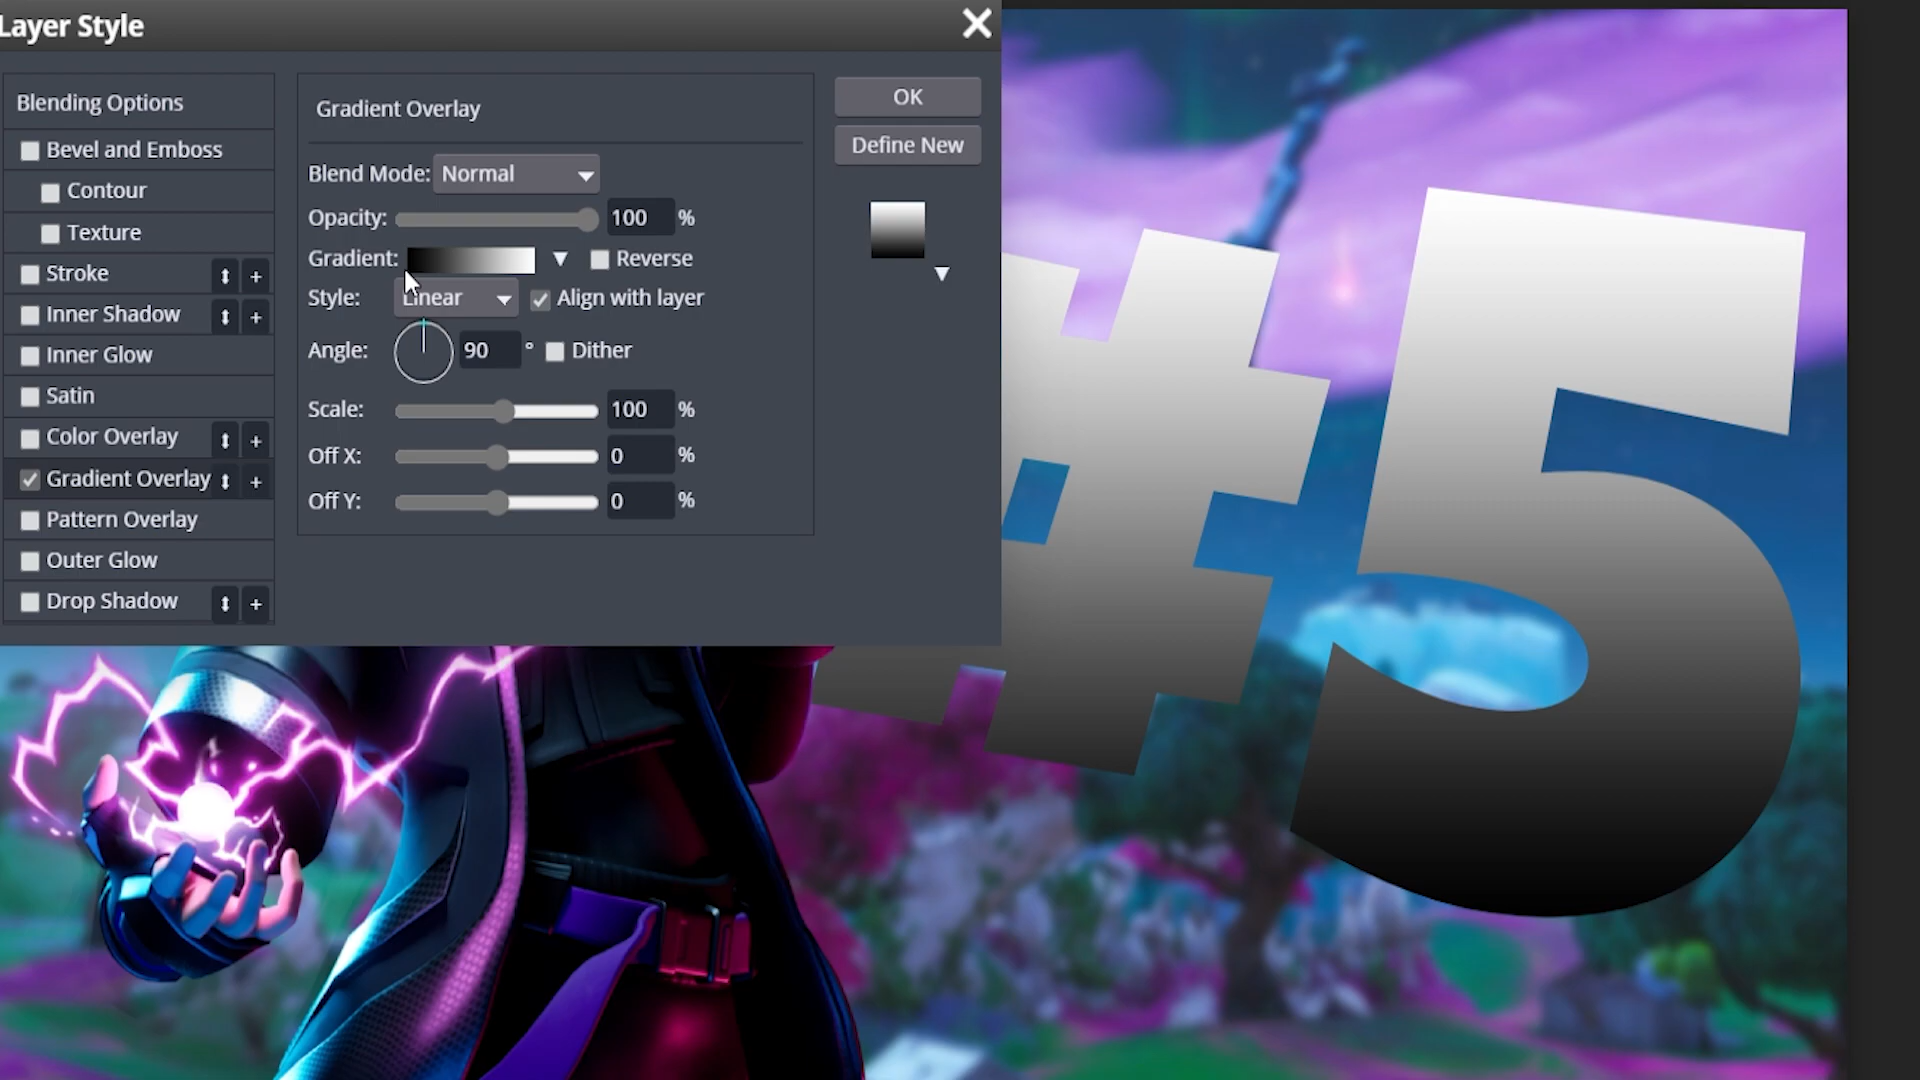 Layer Style
Blending Options
Bevel and Emboss
Contour
Texture
Stroke
Inner Shadow
Inner Glow
Satin
Color Overlay
Gradient Overlay
Pattern Overlay
Outer Glow
Drop Shadow
Gradient Overlay
Blend Mode: Normal
Opacity: 100 %
Gradient: Reverse
Style: Linear Align with layer
Angle: 90 ° Dither
Scale: 100 %
Off X: 0 %
Off Y: 0 %
OK
Define New
#5